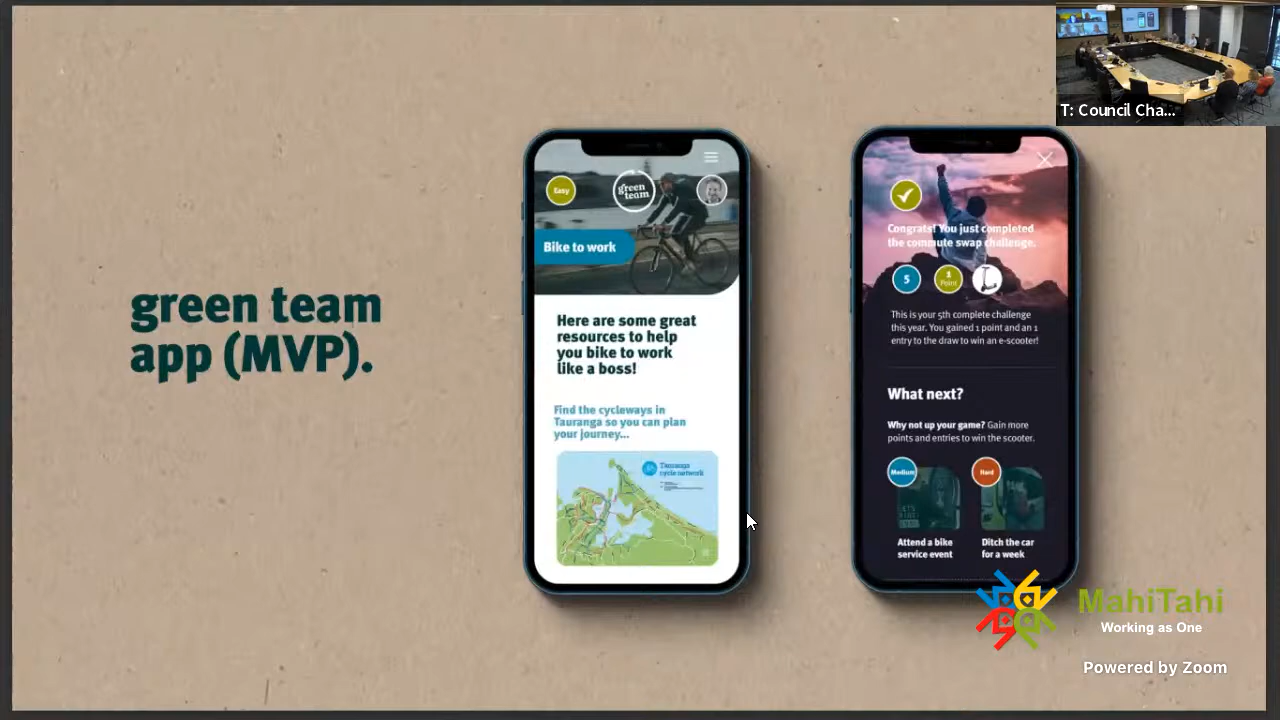 T: Council Cha...
green team
app (MVP).
Easy
green
team
Bike to work
Here are some great
resources to help
you bike to work
like a boss!
Find the cycleways in
Tauranga so you can plan
your journey...
Tauranga
cycle network
Congrats! You just completed
the commute swap challenge.
5
1
Point
This is your 5th complete challenge
this year. You gained 1 point and an 1
entry to the draw to win an e-scooter!
What next?
Why not up your game? Gain more
points and entries to win the scooter.
Medium
Hard
Attend a bike
service event
Ditch the car
for a week
MahiTahi
Working as One
Powered by Zoom